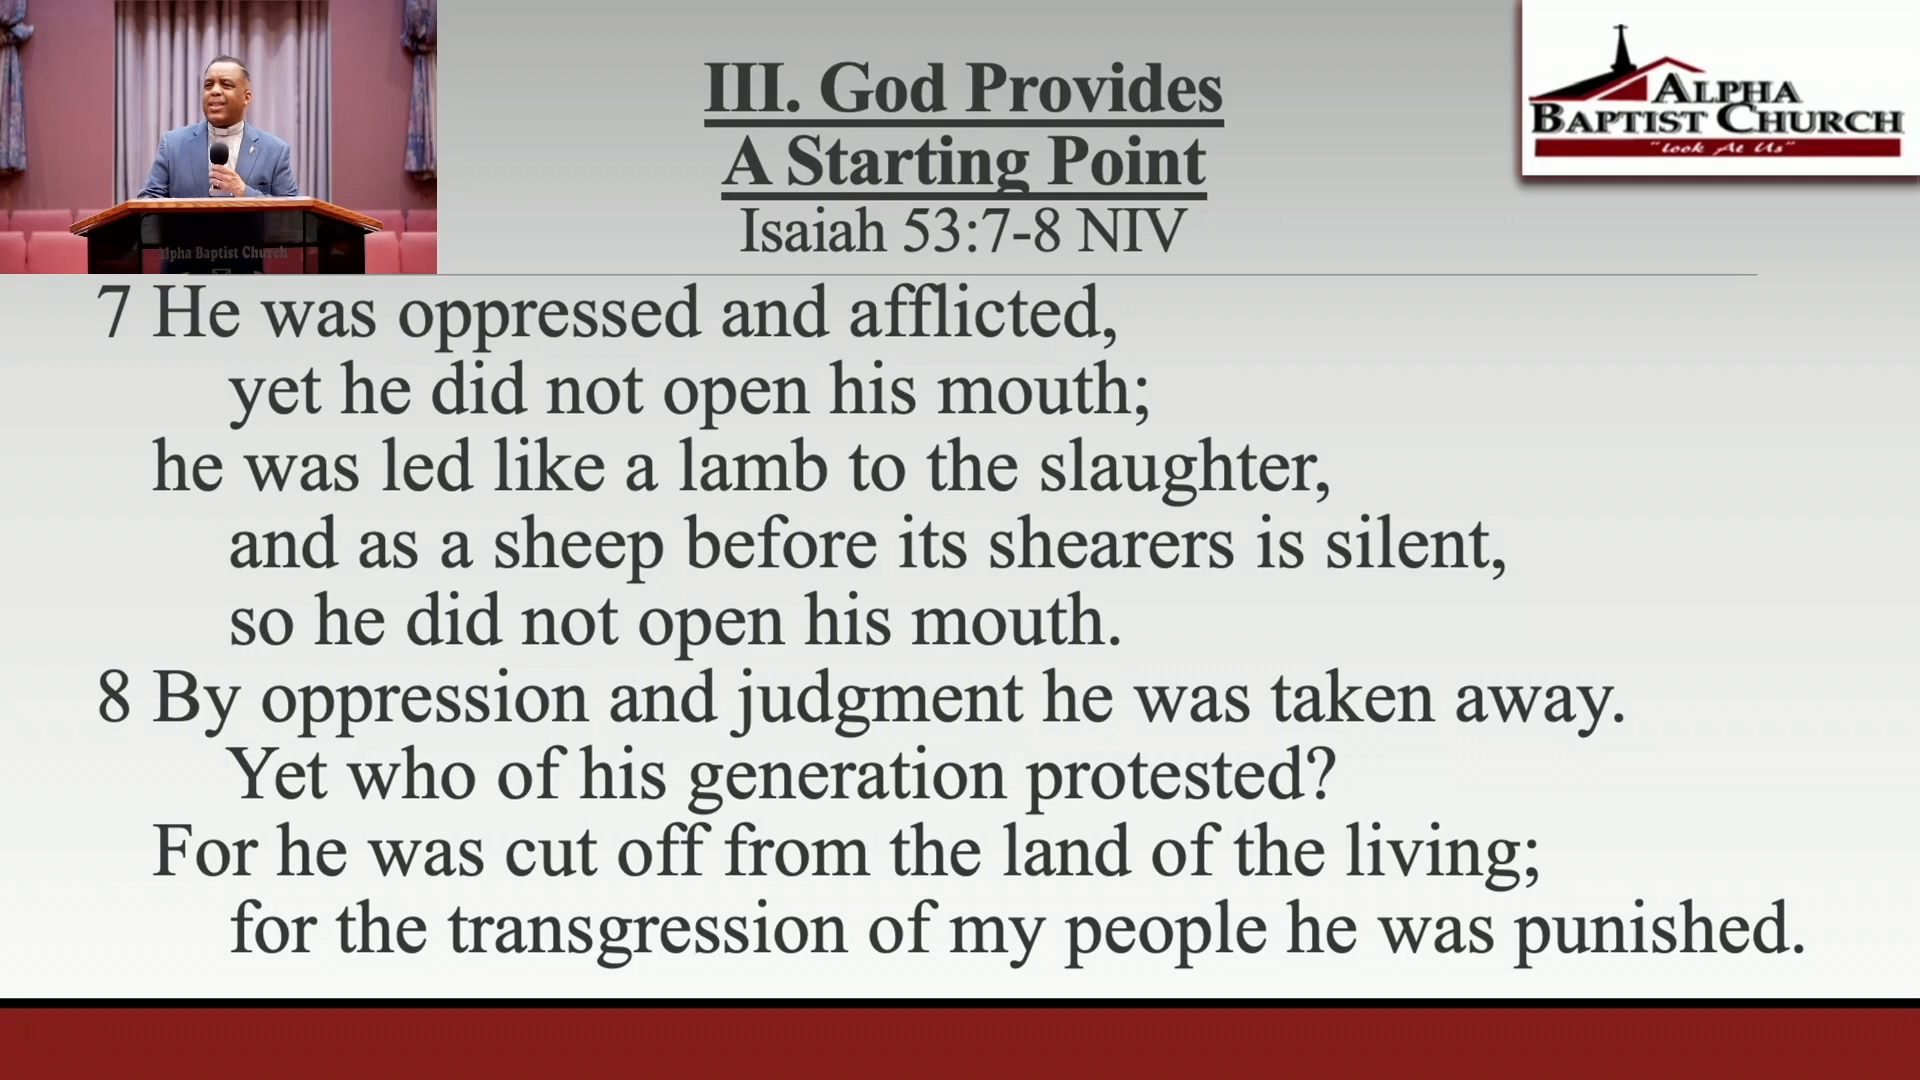 III. God Provides
A Starting Point
Isaiah 53:7-8 NIV
ALPHA
BAPTIST CHURCH
"Look At Us"
Alpha Baptist Church
7 He was oppressed and afflicted,
yet he did not open his mouth;
he was led like a lamb to the slaughter,
and as a sheep before its shearers is silent,
so he did not open his mouth.
8 By oppression and judgment he was taken away.
Yet who of his generation protested?
For he was cut off from the land of the living;
for the transgression of my people he was punished.